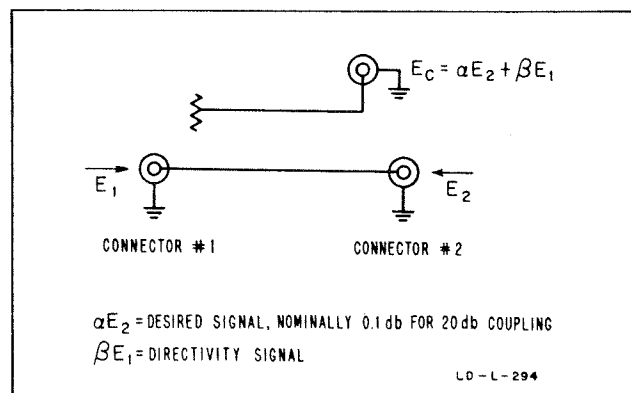 E_C = αE_2 + βE_1
E_1
E_2
CONNECTOR #1
CONNECTOR #2
αE_2 = DESIRED SIGNAL, NOMINALLY 0.1 db FOR 20 db COUPLING
βE_1 = DIRECTIVITY SIGNAL
LD-L-294